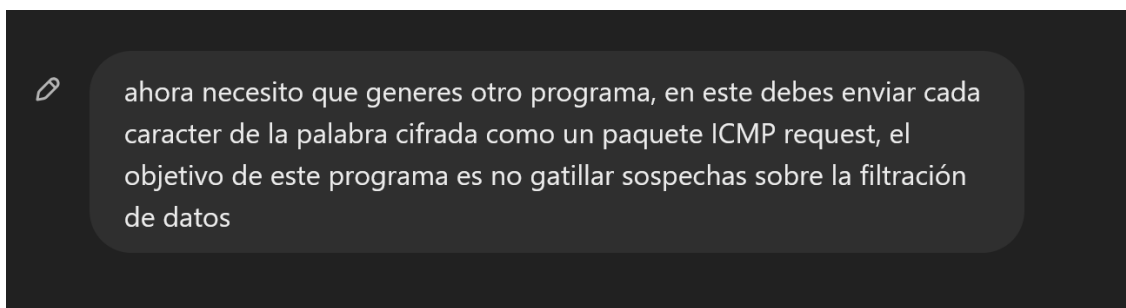 ahora necesito que generes otro programa, en este debes enviar cada
caracter de la palabra cifrada como un paquete ICMP request, el
objetivo de este programa es no gatillar sospechas sobre la filtración
de datos